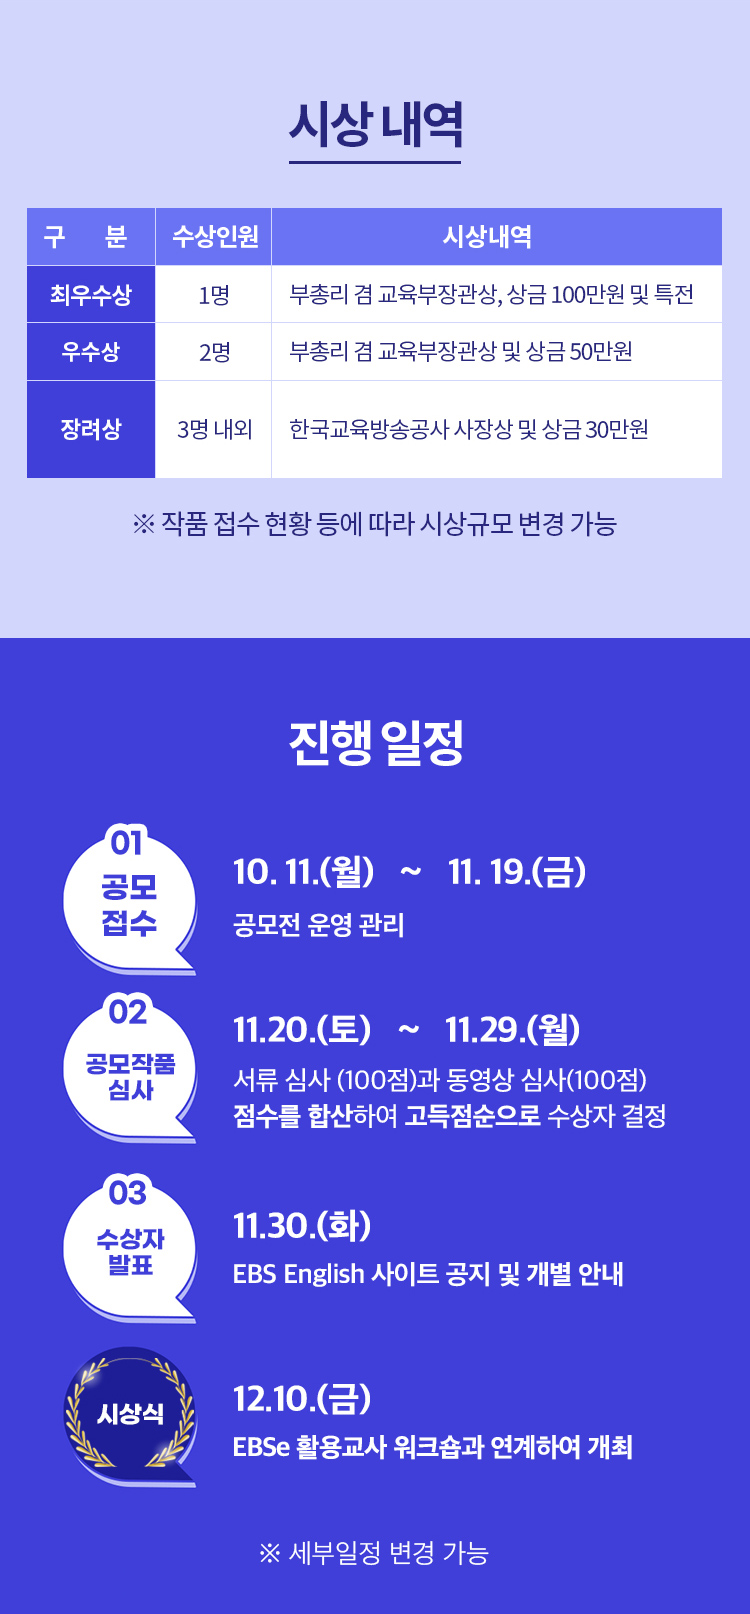 시상 내역
구 분 수상인원 시상내역
최우수상 1명 부총리 겸 교육부장관상, 상금 100만원 및 특전
우수상 2명 부총리 겸 교육부장관상 및 상금 50만원
장려상 3명 내외 한국교육방송공사 사장상 및 상금 30만원
※ 작품 접수 현황 등에 따라 시상규모 변경 가능
진행 일정
01
공모
접수
10. 11.(월) ~ 11. 19.(금)
공모전 운영 관리
02
공모작품
심사
11.20.(토) ~ 11.29.(월)
서류 심사 (100점)과 동영상 심사(100점)
점수를 합산하여 고득점순으로 수상자 결정
03
수상자
발표
11.30.(화)
EBS English 사이트 공지 및 개별 안내
시상식
12.10.(금)
EBSe 활용교사 워크숍과 연계하여 개최
※ 세부일정 변경 가능